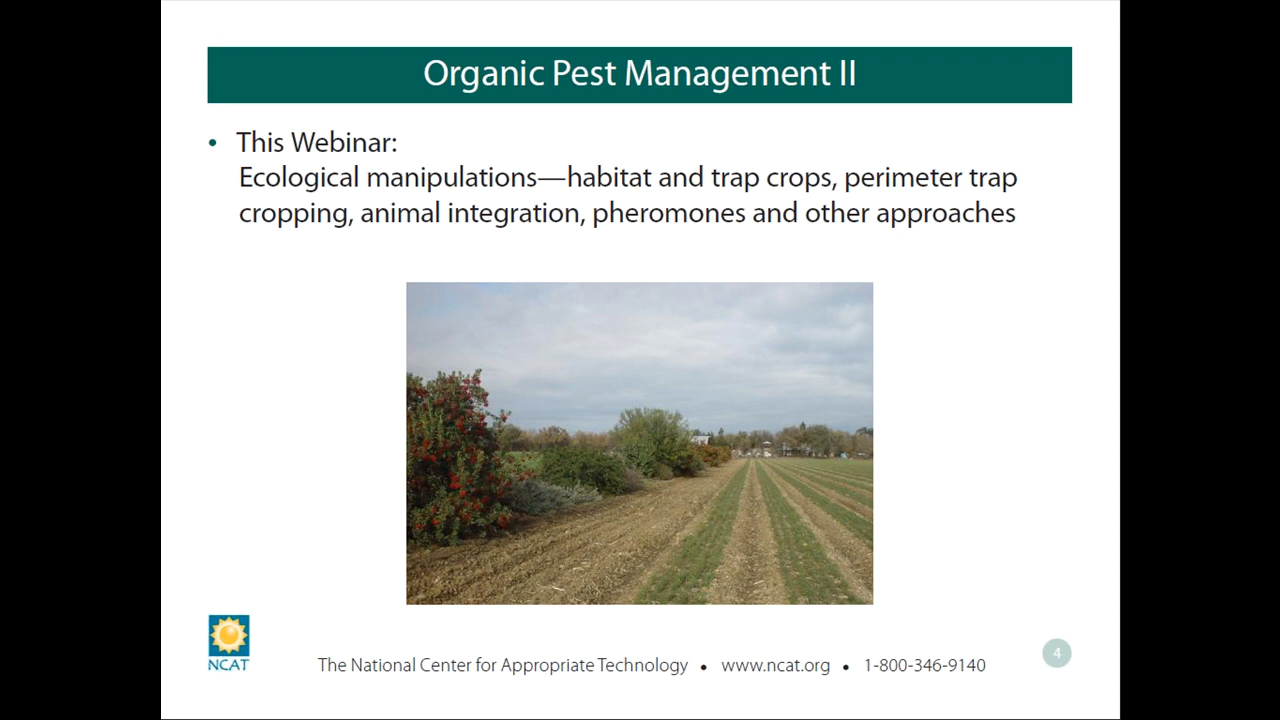 Organic Pest Management II
• This Webinar:
Ecological manipulations—habitat and trap crops, perimeter trap
cropping, animal integration, pheromones and other approaches
NCAT
The National Center for Appropriate Technology • www.ncat.org • 1-800-346-9140
4